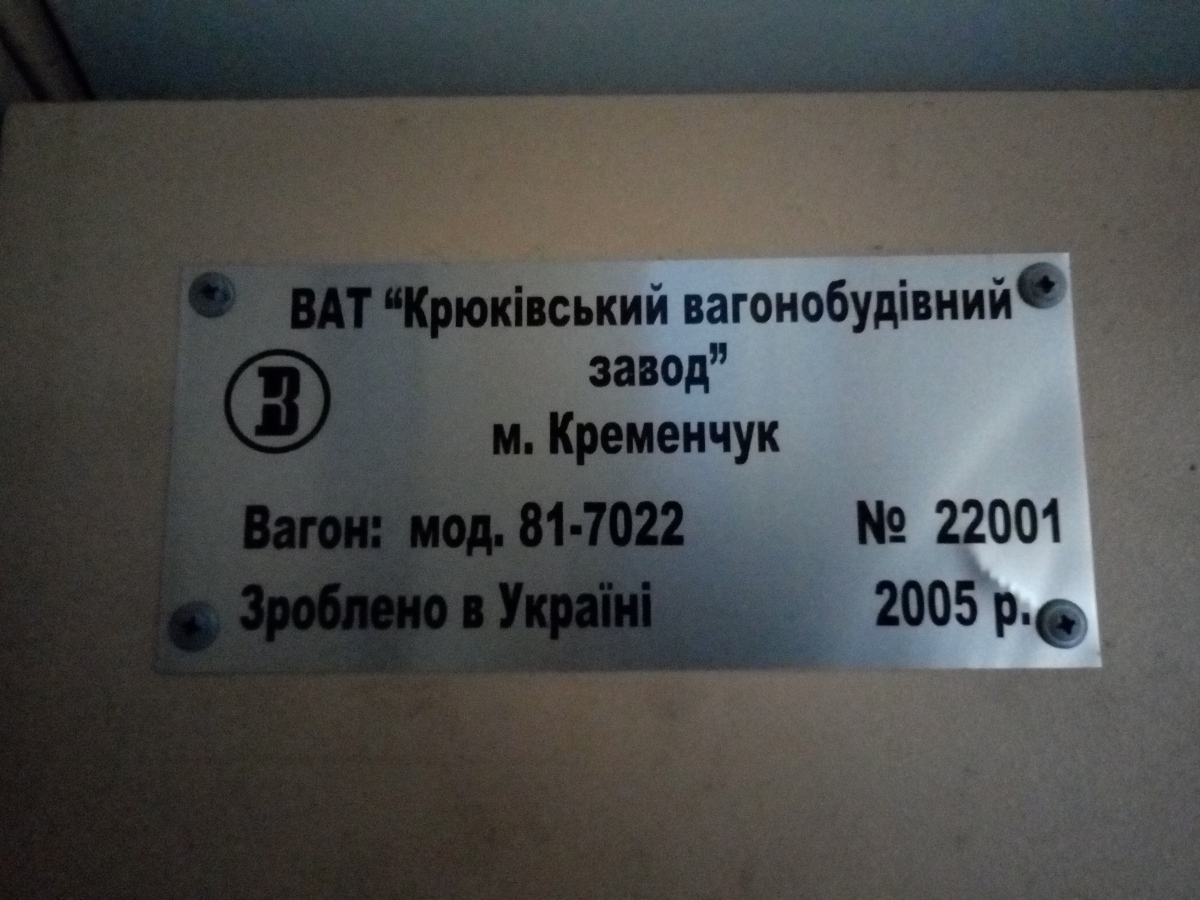 ВАТ “Крюківський вагонобудівний
завод”
м. Кременчук
Вагон: мод. 81-7022 № 22001
Зроблено в Україні 2005 р.